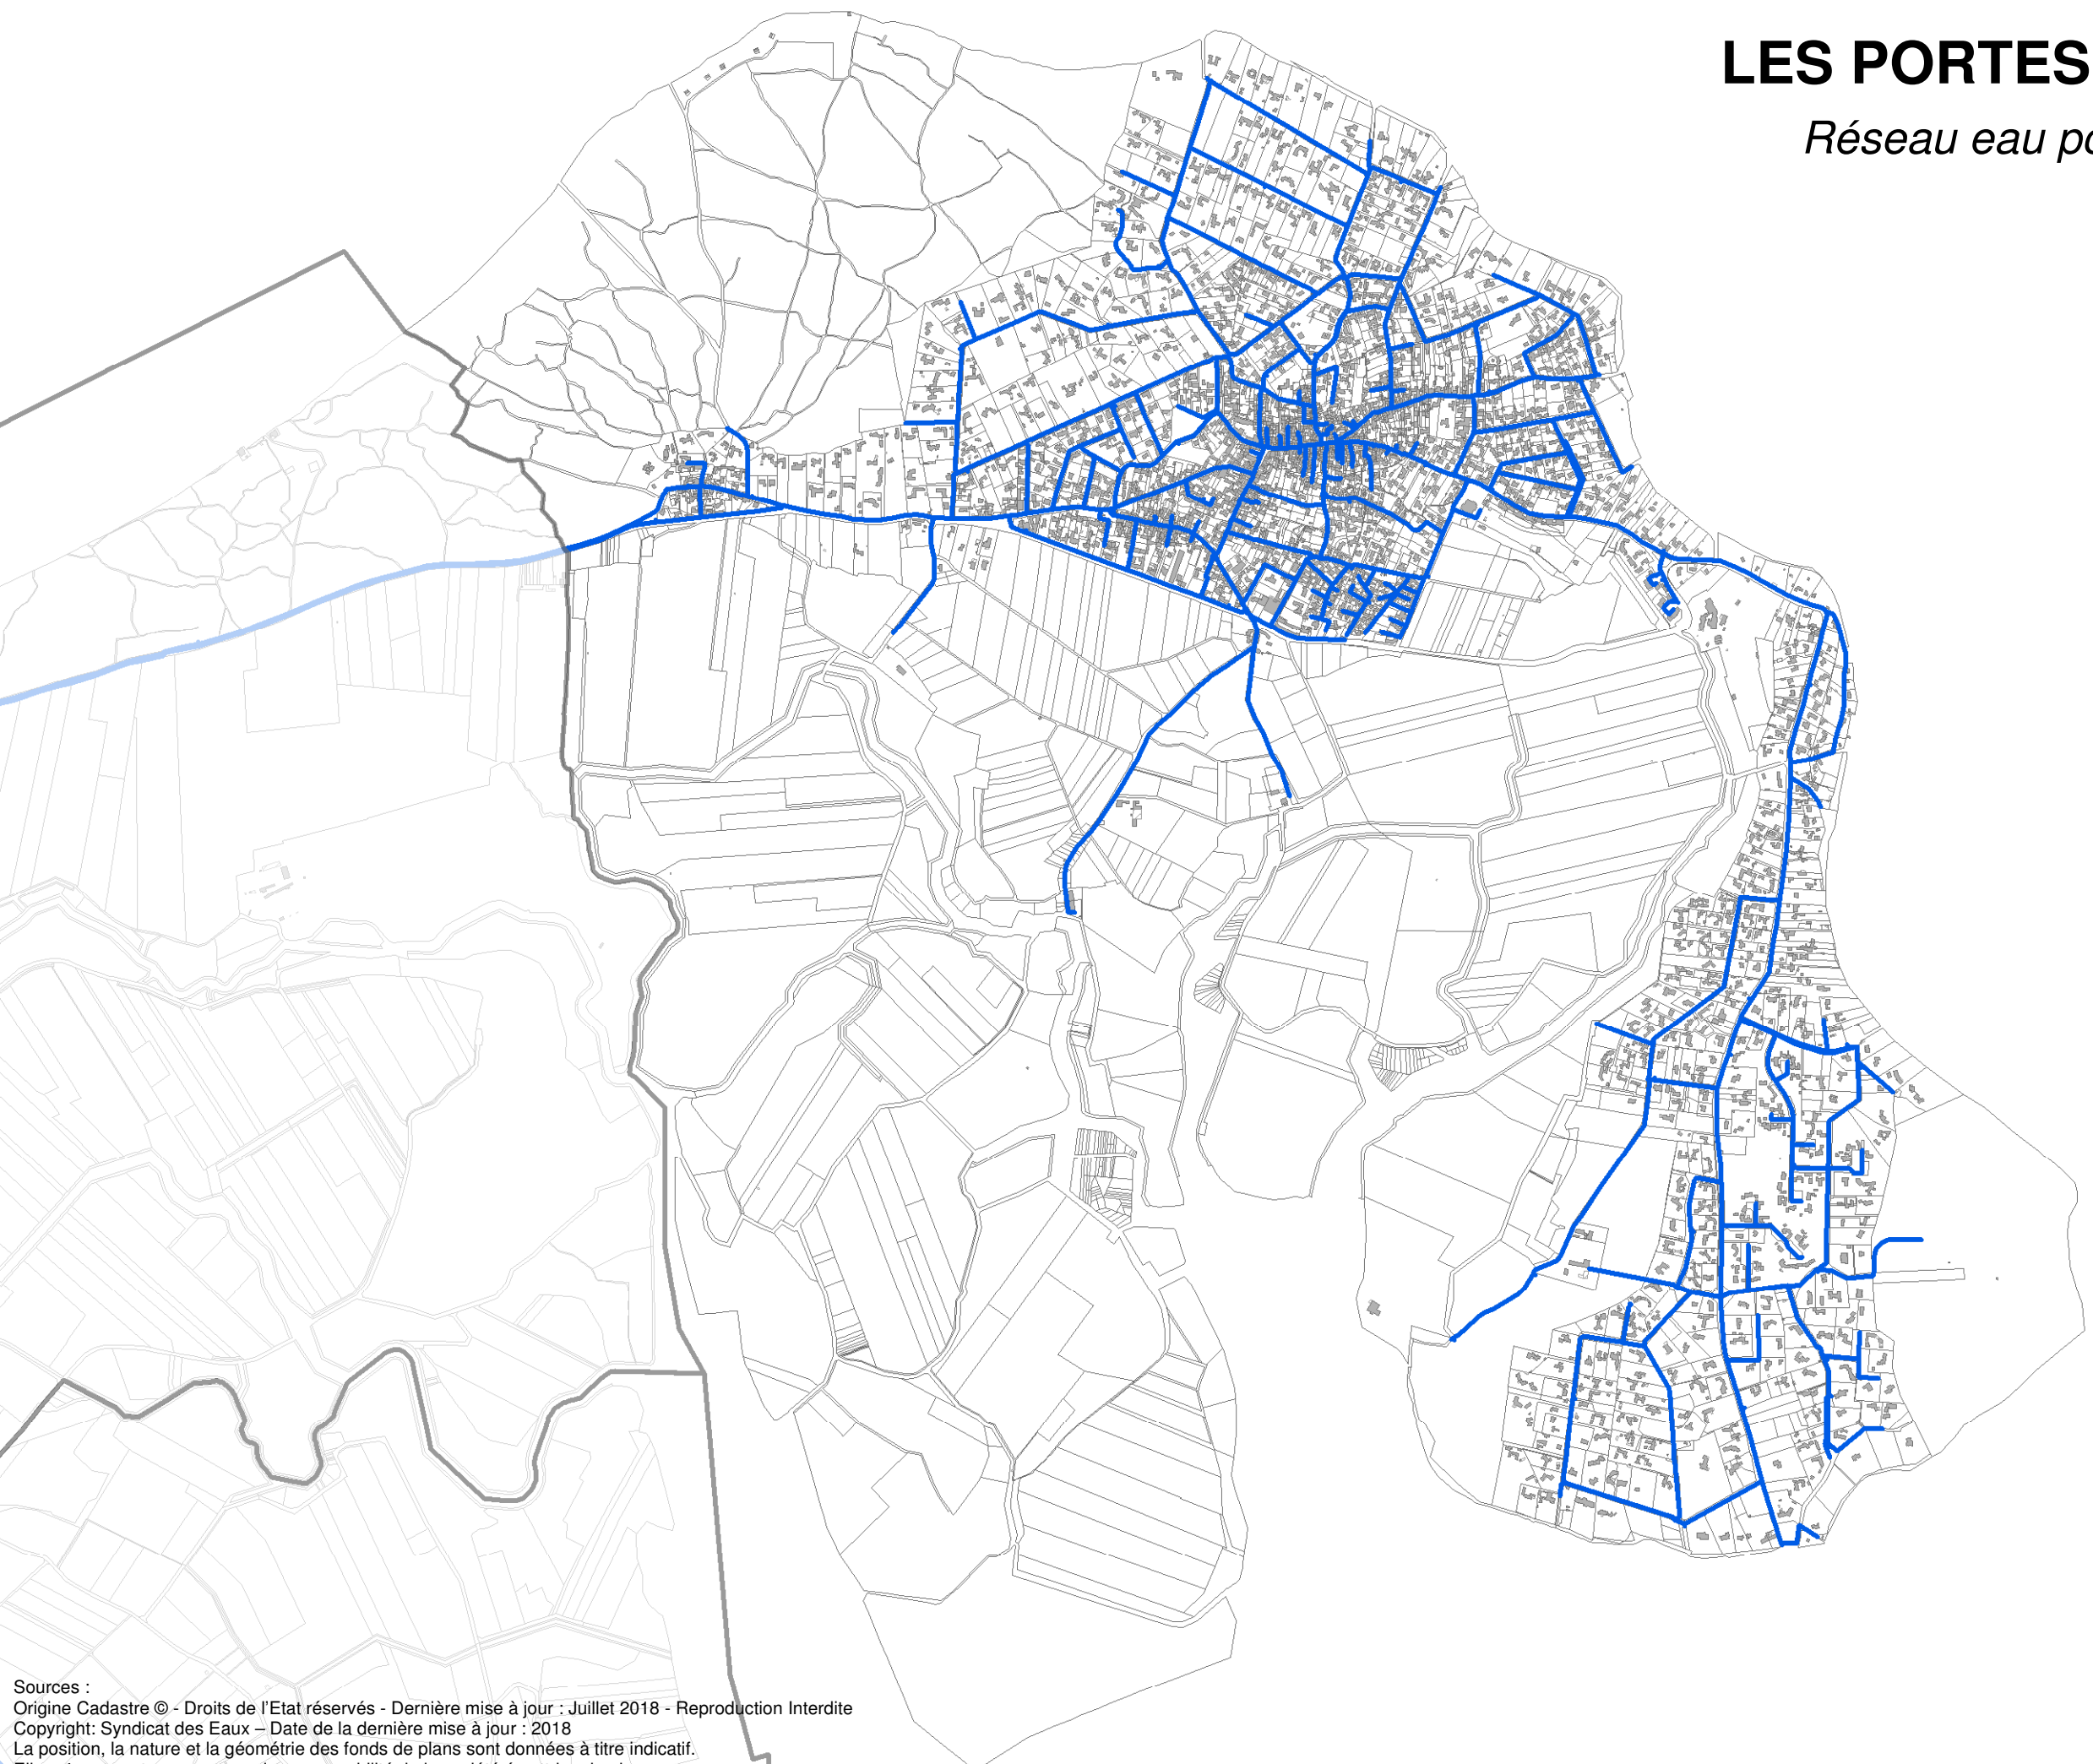 LES PORTES
Réseau eau
Sources :
Origine Cadastre © - Droits de l'Etat réservés - Dernière mise à jour : Juillet 2018 - Reproduction Interdite
Copyright: Syndicat des Eaux – Date de la dernière mise à jour : 2018
La position, la nature et la géométrie des fonds de plans sont données à titre indicatif.